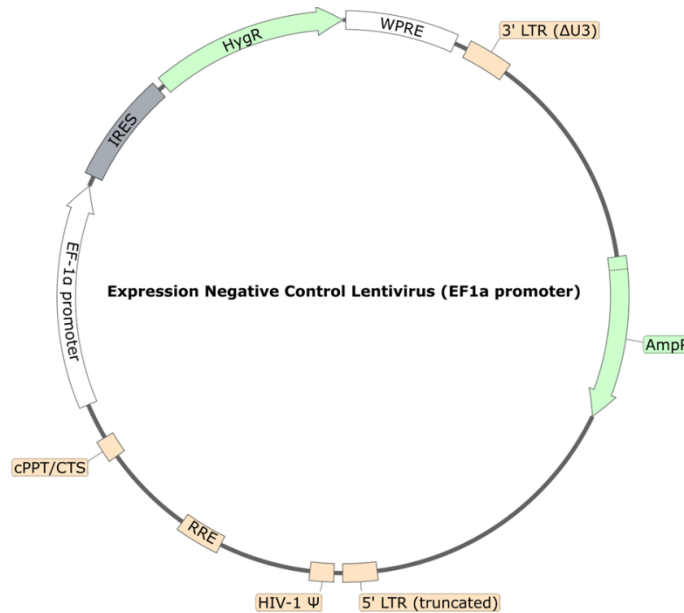 WPRE
HygR
3' LTR (ΔU3)
IRES
EF-1α promoter
Expression Negative Control Lentivirus (EF1a promoter)
AmpR
cPPT/CTS
RRE
HIV-1 Ψ
5' LTR (truncated)